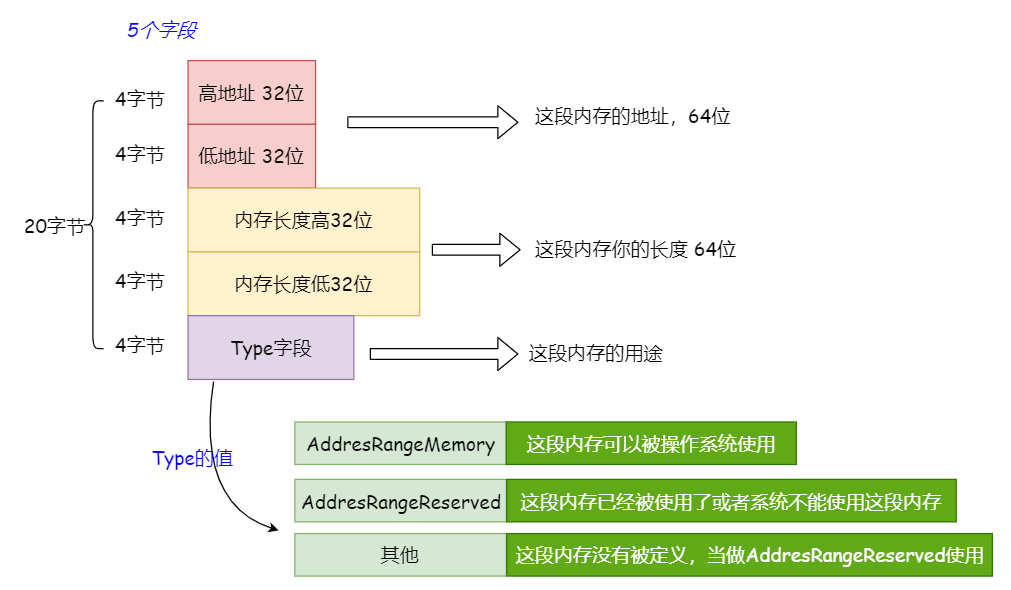 5个字段
4字节
高地址 32位
这段内存的地址，64位
4字节
低地址 32位
20字节
4字节
内存长度高32位
这段内存你的长度 64位
4字节
内存长度低32位
4字节
Type字段
这段内存的用途
Type的值
AddresRangeMemory
这段内存可以被操作系统使用
AddresRangeReserved
这段内存已经被使用了或者系统不能使用这段内存
其他
这段内存没有被定义，当做AddresRangeReserved使用